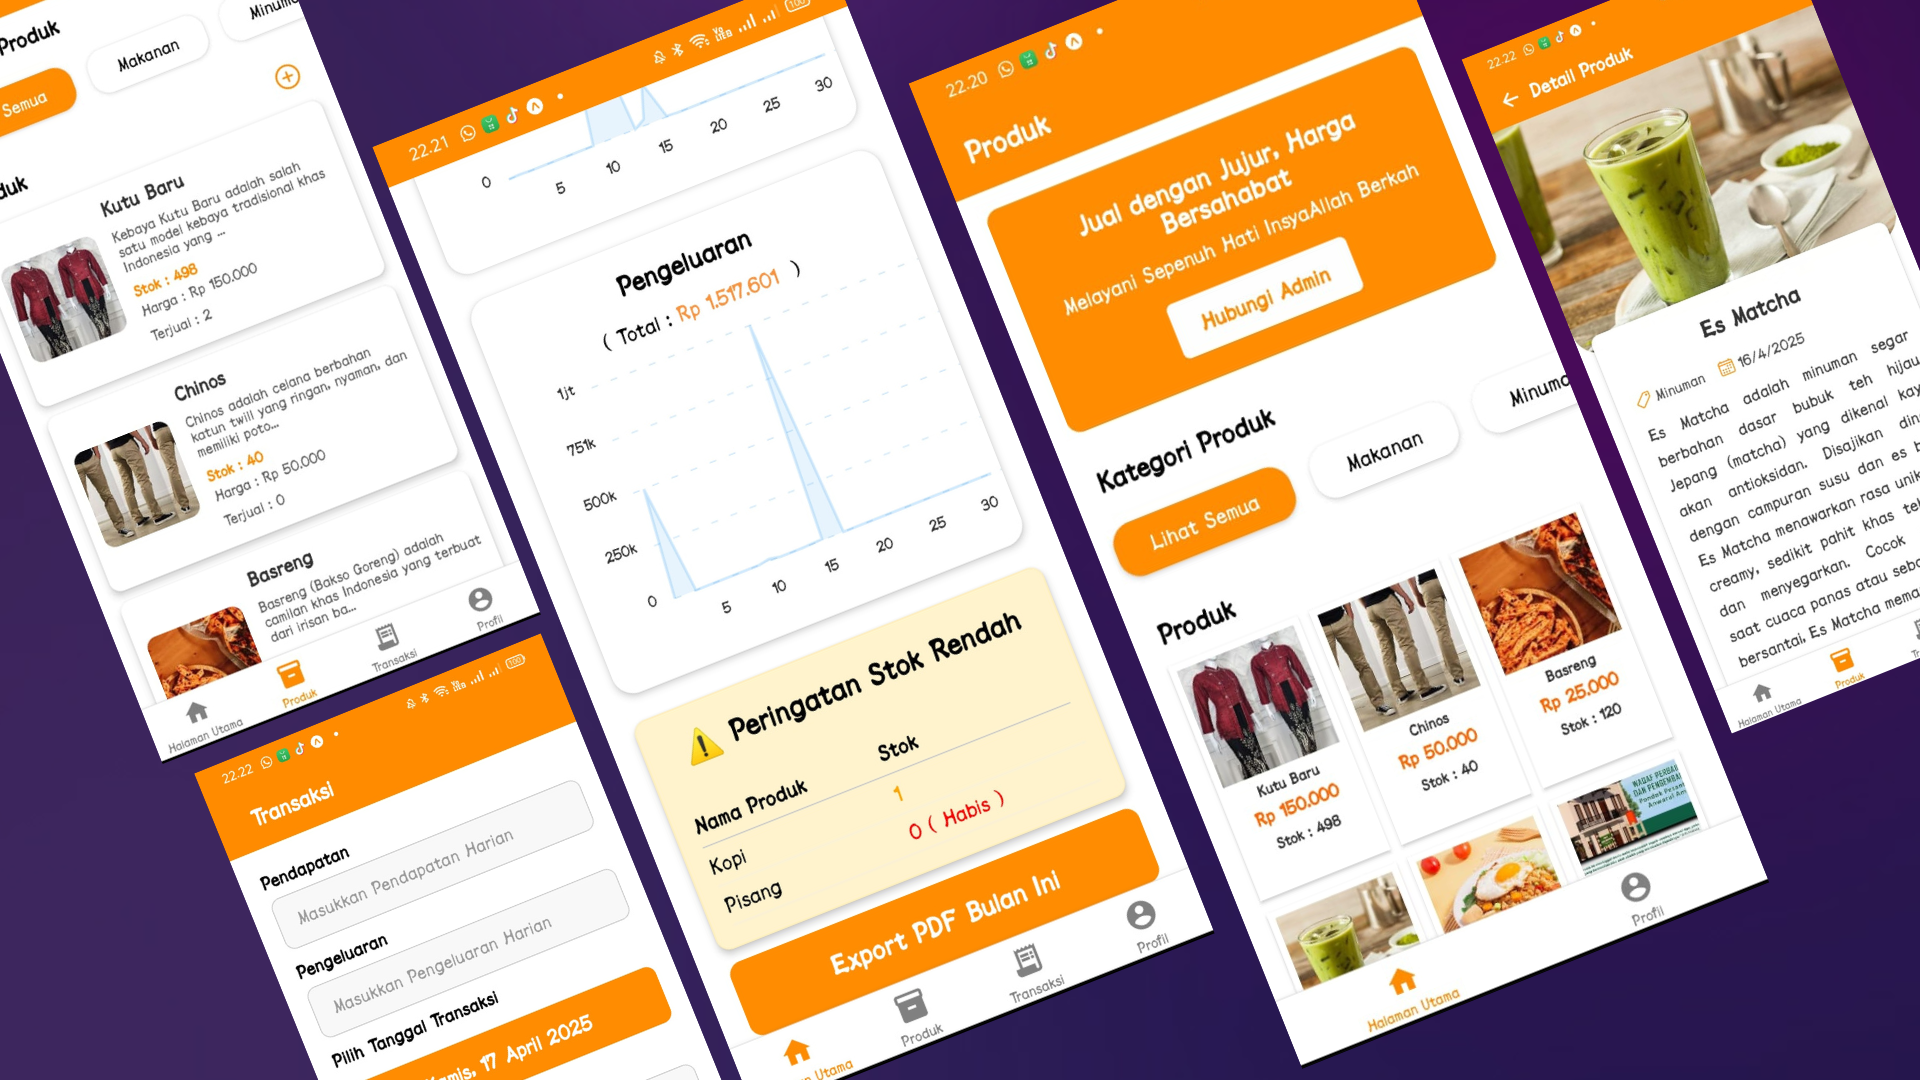 Produk
Makanan
Semua
Kutu Baru
Kebaya Kutu Baru adalah salah
satu model kebaya tradisional khas
Indonesia yang ...
Stok : 498
Harga : Rp 150.000
Terjual : 2
Chinos
Chinos adalah celana berbahan
katun twill yang ringan, nyaman, dan
memiliki poto...
Stok : 40
Harga : Rp 50.000
Terjual : 0
Basreng
Basreng (Bakso Goreng) adalah
camilan khas Indonesia yang terbuat
dari irisan ba...
Halaman Utama
Produk
Transaksi
Profil
22.22
100
Transaksi
Pendapatan
Masukkan Pendapatan Harian
Pengeluaran
Masukkan Pengeluaran Harian
Pilih Tanggal Transaksi
Kamis, 17 April 2025
22.21
100
0 5 10 15 20 25 30
Pengeluaran
( Total : Rp 1.517.601 )
1jt
751k
500k
250k
0 5 10 15 20 25 30
⚠ Peringatan Stok Rendah
Nama Produk Stok
Kopi 1
Pisang 0 ( Habis )
Export PDF Bulan Ini
Utama
Produk
Transaksi
Profil
22.20
Produk
Jual dengan Jujur, Harga
Bersahabat
Melayani Sepenuh Hati InsyaAllah Berkah
Hubungi Admin
Kategori Produk
Lihat Semua
Makanan
Produk
Kutu Baru
Rp 150.000
Stok : 498
Chinos
Rp 50.000
Stok : 40
Basreng
Rp 25.000
Stok : 120
Halaman Utama
Profil
22.22
Detail Produk
Es Matcha
Minuman 16/4/2025
Es Matcha adalah minuman segar
berbahan dasar bubuk teh hijau
Jepang (matcha) yang dikenal kay
akan antioksidan. Disajikan din
dengan campuran susu dan es b
Es Matcha menawarkan rasa unik
creamy, sedikit pahit khas te
dan menyegarkan. Cocok
saat cuaca panas atau seba
bersantai, Es Matcha mema
Halaman Utama
Produk